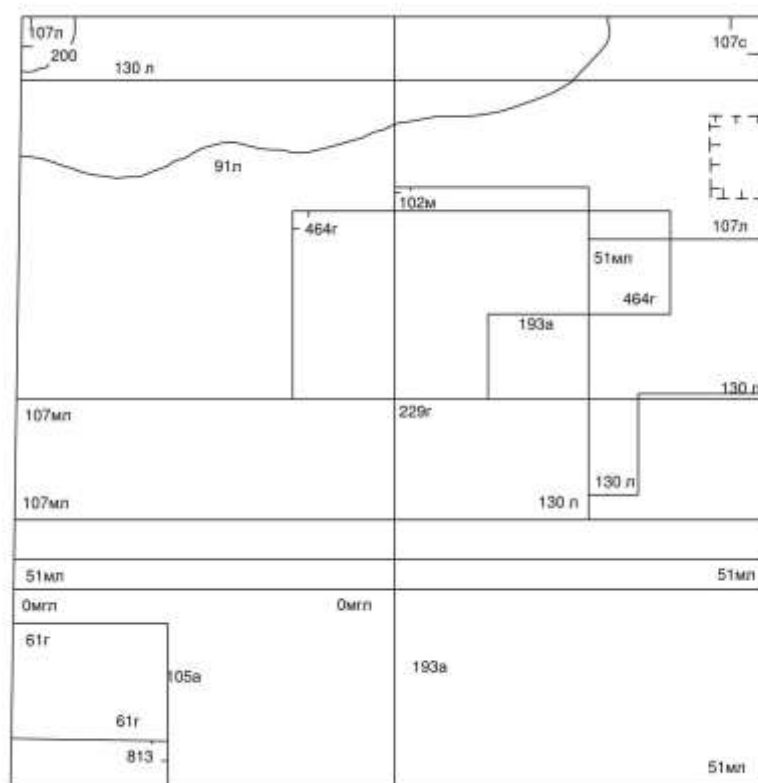 107л
107с
200
130 л
91л
102м
464г
107л
51мл
464г
193а
130 л
107мл
229г
130 л
107мл
130 л
51мл
51мл
0мгл
0мгл
61г
105а
193а
61г
813
51мл